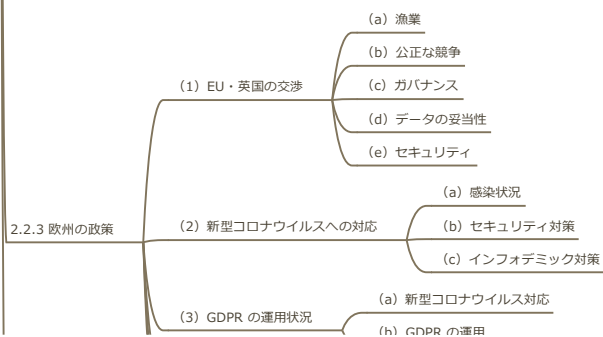 2.2.3 欧州の政策
（1）EU・英国の交渉
（a）漁業
（b）公正な競争
（c）ガバナンス
（d）データの妥当性
（e）セキュリティ
（2）新型コロナウイルスへの対応
（a）感染状況
（b）セキュリティ対策
（c）インフォデミック対策
（3）GDPR の運用状況
（a）新型コロナウイルス対応
（b）GDPR の運用